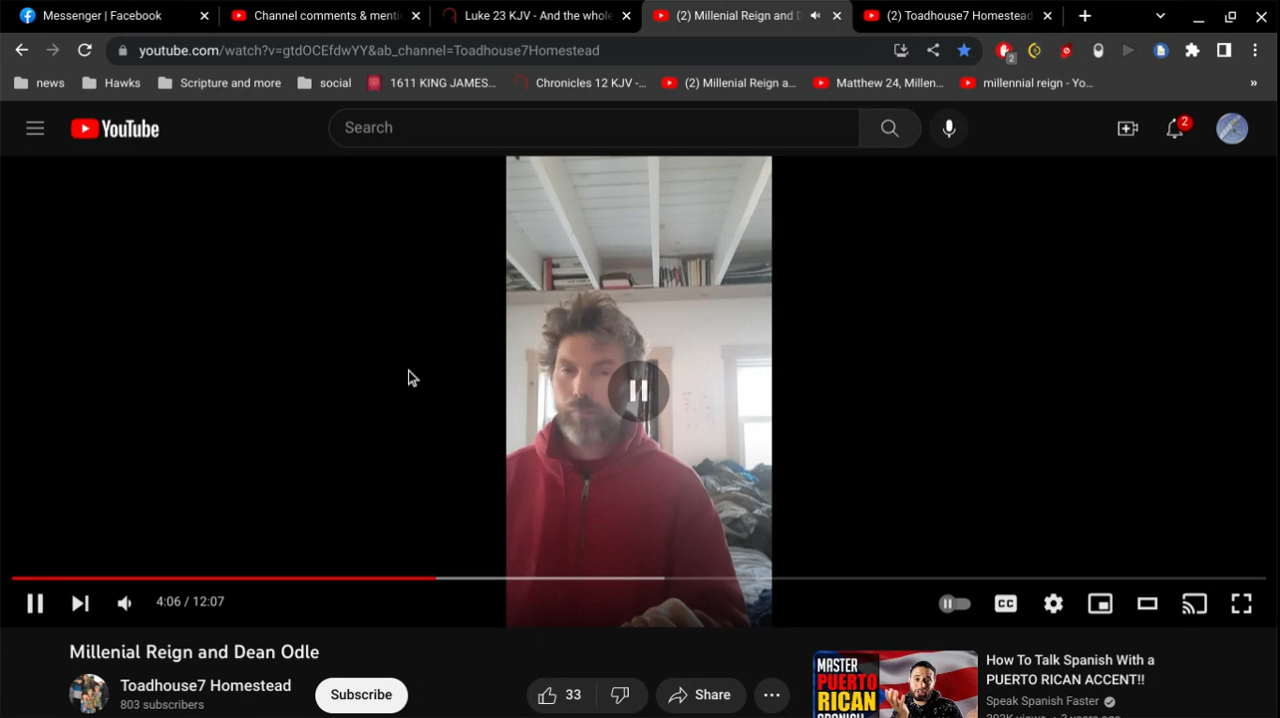 Messenger | Facebook
Channel comments & menti
Luke 23 KJV - And the whole
(2) Millenial Reign and D
(2) Toadhouse7 Homestead
youtube.com/watch?v=gtdOCEfdwYY&ab_channel=Toadhouse7Homestead
2
news
Hawks
Scripture and more
social
1611 KING JAMES...
Chronicles 12 KJV -...
(2) Millenial Reign a...
Matthew 24, Millen...
millennial reign - Yo...
»
YouTube
Search
2
4:06 / 12:07
CC
Millenial Reign and Dean Odle
Toadhouse7 Homestead
803 subscribers
Subscribe
33
Share
MASTER
PUERTO
RICAN
SPANISH
How To Talk Spanish With a
PUERTO RICAN ACCENT!!
Speak Spanish Faster